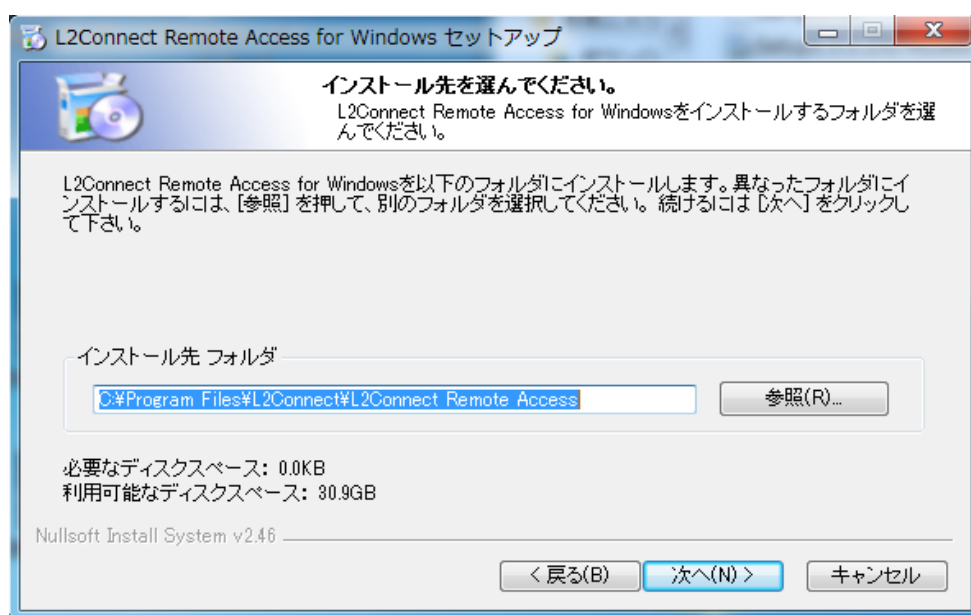 L2Connect Remote Access for Windows セットアップ
インストール先を選んでください。
L2Connect Remote Access for Windowsをインストールするフォルダを選
んでください。
L2Connect Remote Access for Windowsを以下のフォルダにインストールします。異なったフォルダにイ
ンストールするには、[参照] を押して、別のフォルダを選択してください。 続けるには [次へ] をクリックし
て下さい。
インストール先 フォルダ
C:¥Program Files¥L2Connect¥L2Connect Remote Access
参照(R)...
必要なディスクスペース: 0.0KB
利用可能なディスクスペース: 30.9GB
Nullsoft Install System v2.46
< 戻る(B)
次へ(N) >
キャンセル